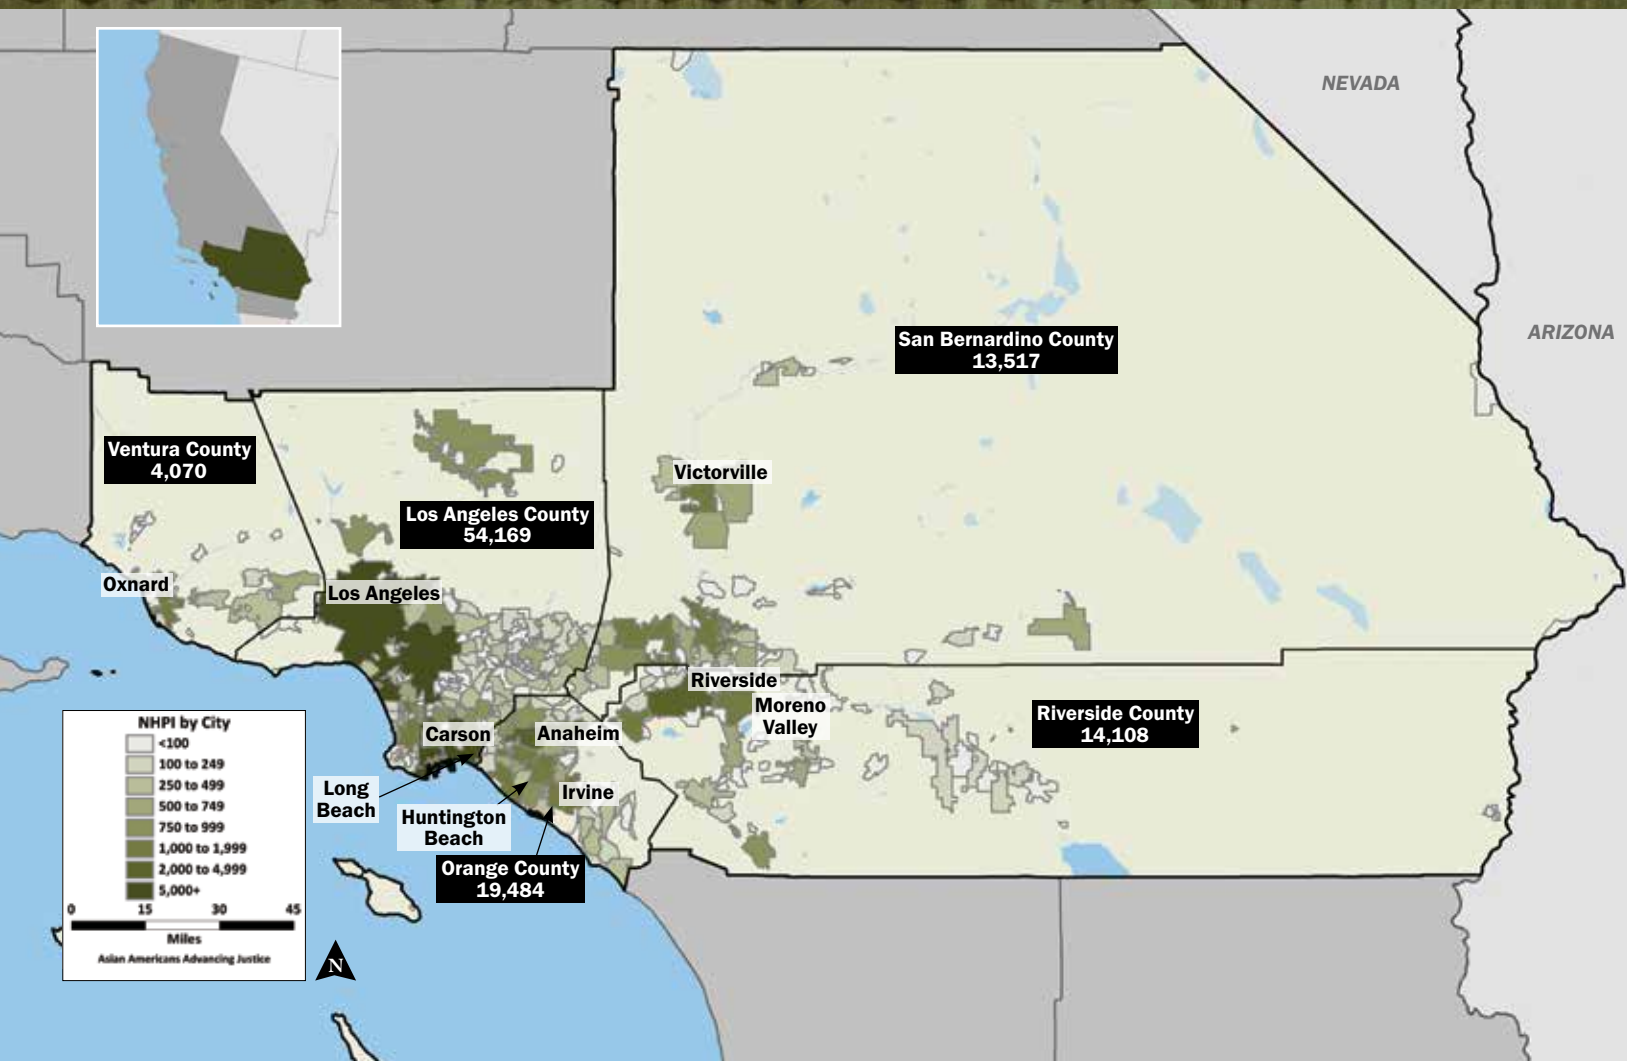 NEVADA
ARIZONA
San Bernardino County
13,517
Ventura County
4,070
Los Angeles County
54,169
Victorville
Oxnard
Los Angeles
Riverside
Moreno
Valley
Riverside County
14,108
Carson
Anaheim
Long
Beach
Irvine
Huntington
Beach
Orange County
19,484
NHPI by City
<100
100 to 249
250 to 499
500 to 749
750 to 999
1,000 to 1,999
2,000 to 4,999
5,000+
0 15 30 45
Miles
Asian Americans Advancing Justice
N